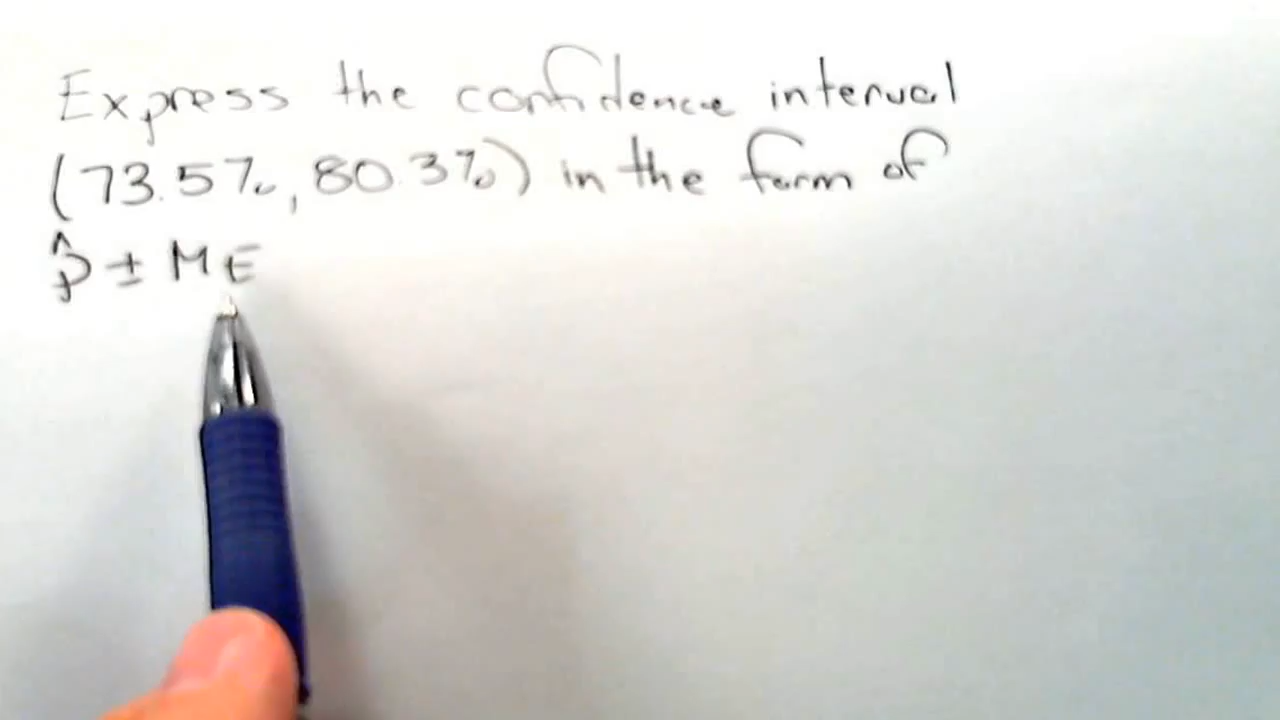 Express the confidence interval
(73.5%, 80.3%) in the form of
p̂ ± ME